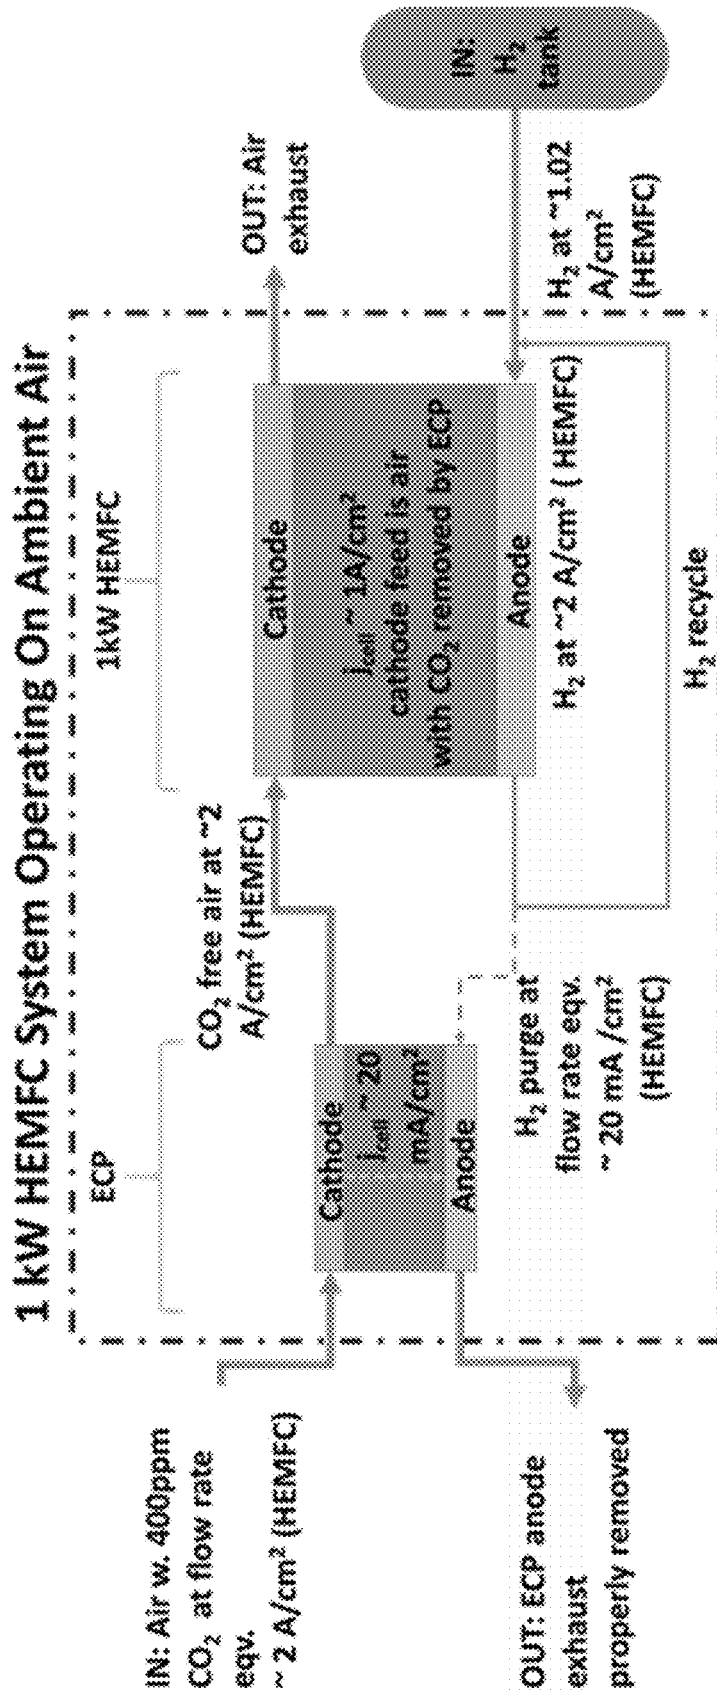 1 kW HEMFC System Operating On Ambient Air
ECP
1kW HEMFC
IN: Air w. 400ppm
CO₂ at flow rate
eqv.
~ 2 A/cm² (HEMFC)
CO₂ free air at ~2
A/cm² (HEMFC)
OUT: Air
exhaust
Cathode
j_cell ~ 20
mA/cm²
Anode
Cathode
j_cell ~ 1A/cm²
cathode feed is air
with CO₂ removed by ECP
Anode
OUT: ECP anode
exhaust
properly removed
H₂ purge at
flow rate eqv.
~ 20 mA /cm²
(HEMFC)
H₂ at ~2 A/cm² ( HEMFC)
H₂ recycle
H₂ at ~1.02
A/cm²
(HEMFC)
IN:
H₂
tank